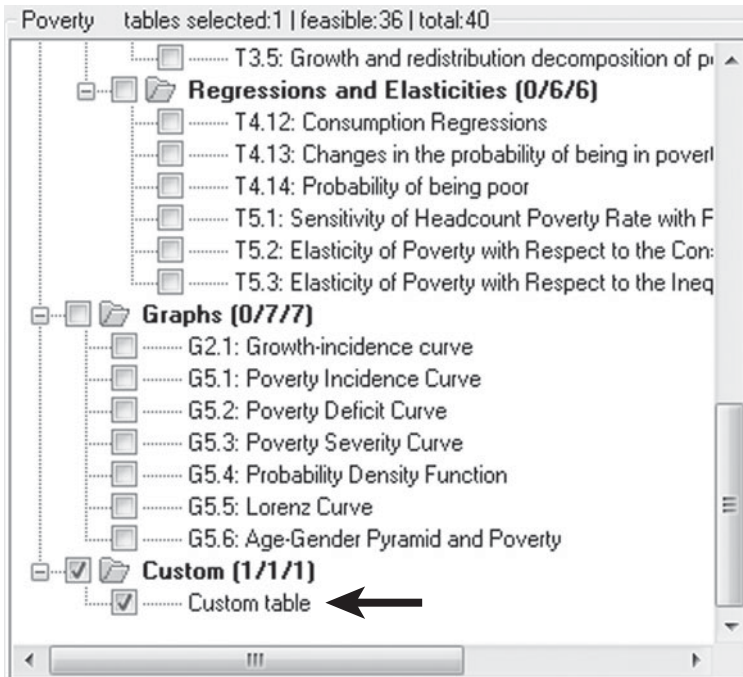 Poverty tables selected:1 | feasible:36 | total:40
T3.5: Growth and redistribution decomposition of
Regressions and Elasticities (0/6/6)
T4.12: Consumption Regressions
T4.13: Changes in the probability of being in
T4.14: Probability of being poor
T5.1: Sensitivity of Headcount Poverty Rate with
T5.2: Elasticity of Poverty with Respect to the
T5.3: Elasticity of Poverty with Respect to the Ineq
Graphs (0/7/7)
G2.1: Growth-incidence curve
G5.1: Poverty Incidence Curve
G5.2: Poverty Deficit Curve
G5.3: Poverty Severity Curve
G5.4: Probability Density Function
G5.5: Lorenz Curve
G5.6: Age-Gender Pyramid and Poverty
Custom (1/1/1)
Custom table